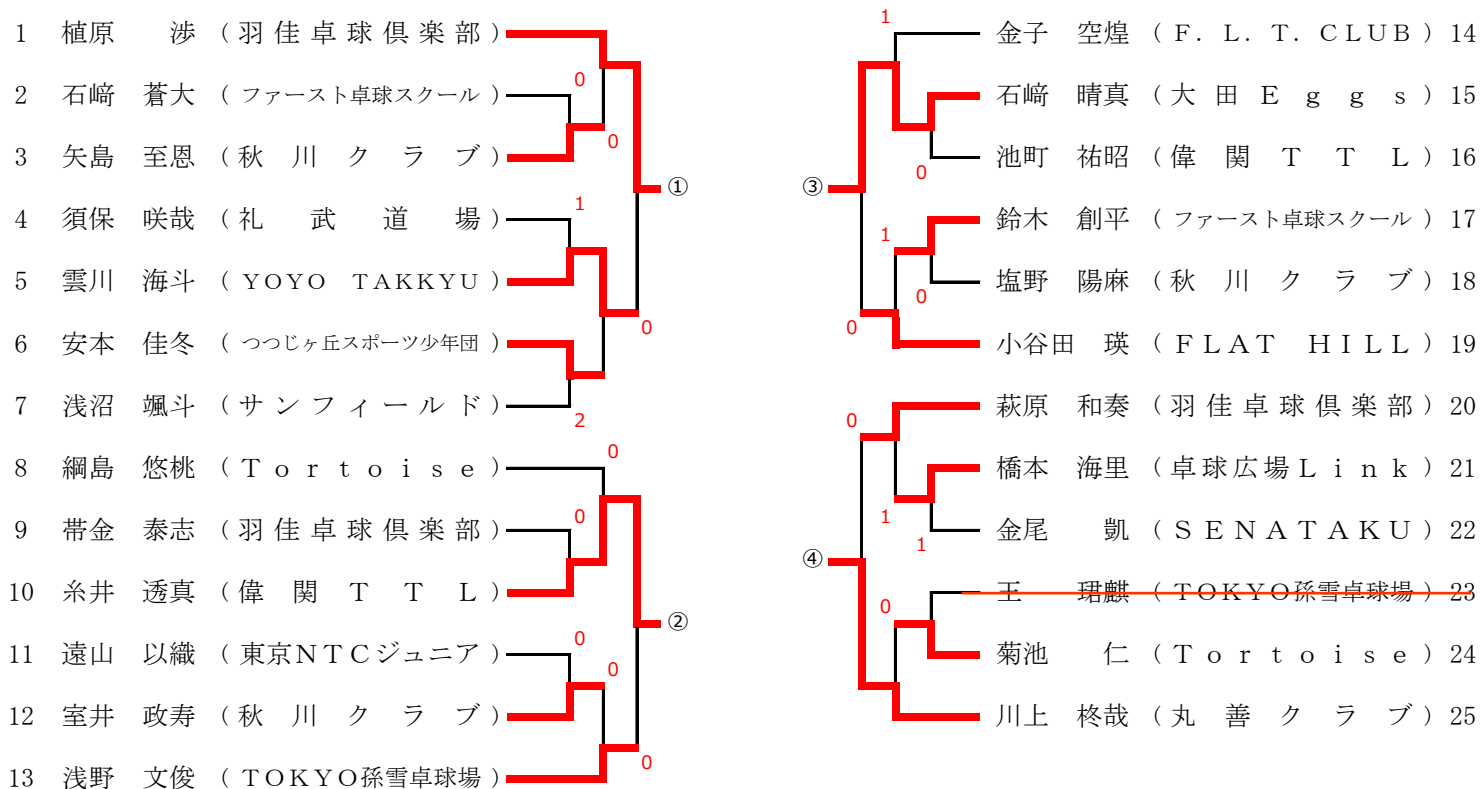 1 植原 渉 (羽佳卓球倶楽部)
0
2 石﨑 蒼大 (ファースト卓球スクール)
0
3 矢島 至恩 (秋川クラブ)
①
4 須保 咲哉 (礼武道場)
1
5 雲川 海斗 (YOYO TAKKYU)
0
6 安本 佳冬 (つつじヶ丘スポーツ少年団)
7 浅沼 颯斗 (サンフィールド)
2
0
8 綱島 悠桃 (Tortoise)
9 帯金 泰志 (羽佳卓球倶楽部)
0
10 糸井 透真 (偉関TTL)
②
11 遠山 以織 (東京NTCジュニア)
0
0
12 室井 政寿 (秋川クラブ)
0
13 浅野 文俊 (TOKYO孫雪卓球場)
1
金子 空煌 (F. L. T. CLUB) 14
石﨑 晴真 (大田Eggs) 15
池町 祐昭 (偉関TTL) 16
0
③
鈴木 創平 (ファースト卓球スクール) 17
1
塩野 陽麻 (秋川クラブ) 18
0
0
小谷田 瑛 (FLAT HILL) 19
萩原 和奏 (羽佳卓球倶楽部) 20
0
橋本 海里 (卓球広場Link) 21
1
金尾 凱 (SENATAKU) 22
1
④
王 珺麒 (TOKYO孫雪卓球場) 23
0
菊池 仁 (Tortoise) 24
川上 柊哉 (丸善クラブ) 25